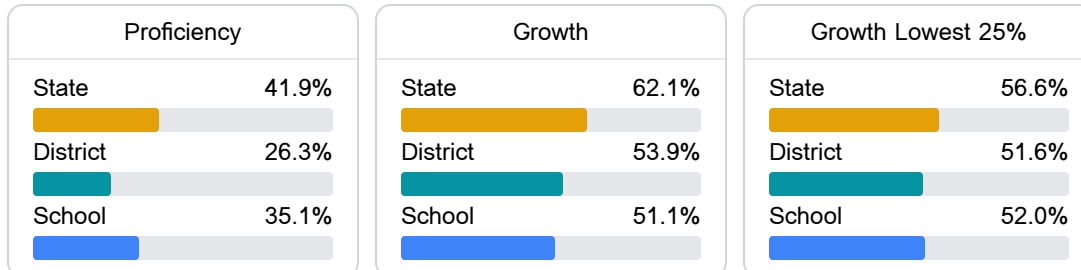 Proficiency
State 41.9%
District 26.3%
School 35.1%
Growth
State 62.1%
District 53.9%
School 51.1%
Growth Lowest 25%
State 56.6%
District 51.6%
School 52.0%